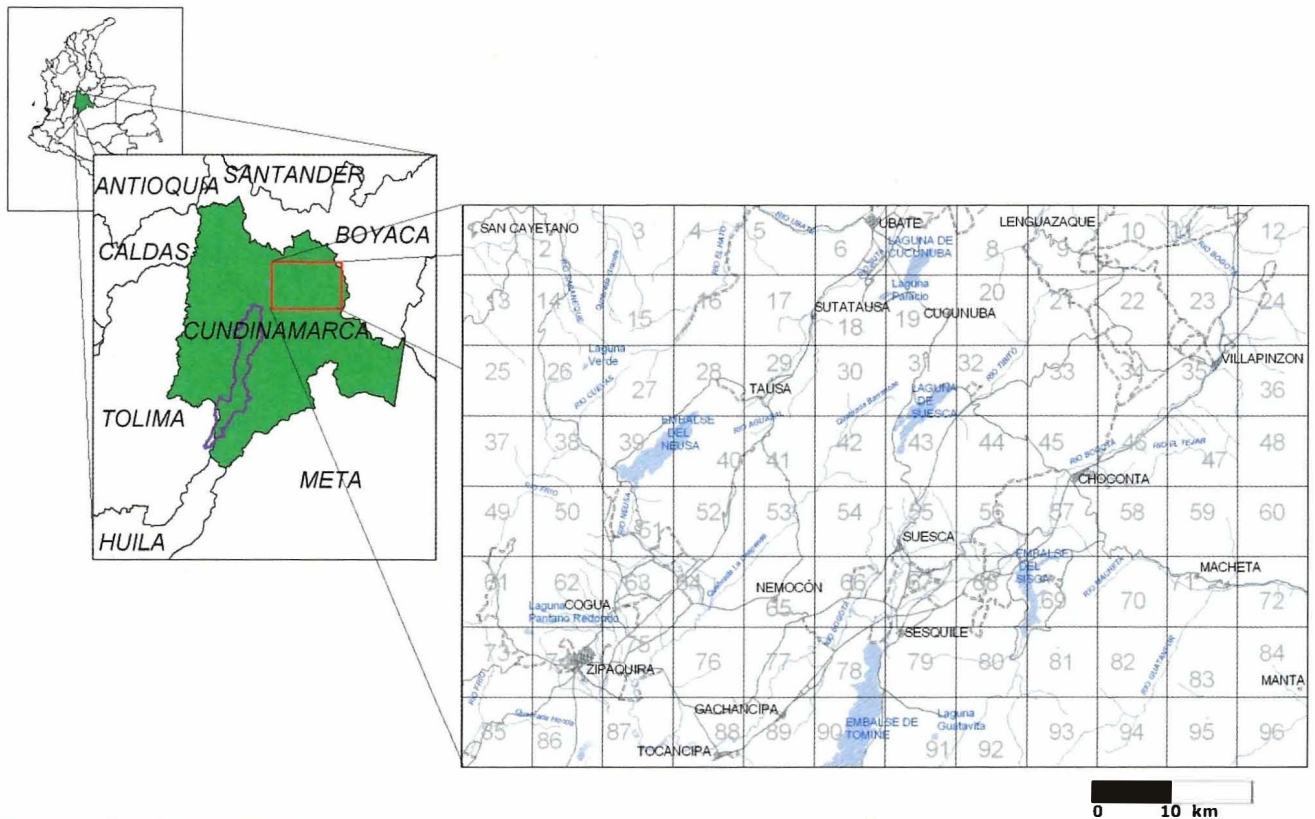 ANTIOQUIA
SANTANDER
CALDAS
BOYACA
CUNDINAMARCA
TOLIMA
META
HUILA
SAN CAYETANO
2
3
4
5
RIO UBATE
6
UBATE
7
LAGUNA DE
CUCUNUBA
8
LENGUAZAQUE
9
10
11
12
RIO BOGOTA
RIO EL HATO
13
14
15
16
17
SUTATAUSA
18
Laguna
Palacio
19
CUCUNUBA
20
21
22
23
24
VILLAPINZON
25
26
Laguna
Verde
RIO CUEVAS
27
28
29
TAUSA
30
31
32
RIO TIBITO
LAGUNA
DE
SUESCA
33
34
35
36
37
38
39
EMBALSE
DEL
NEUSA
40
RIO AGUAZAL
41
42
43
44
45
RIO BOGOTA
46
RIO EL TEJAR
47
48
CHOCONTA
49
RIO FRIO
50
RIO NEUSA
51
52
53
54
55
56
57
58
59
60
SUESCA
EMBALSE
DEL
SISGA
61
62
63
64
NEMOCÓN
65
66
67
68
69
RIO MACHETA
70
71
MACHETA
72
Laguna
Pantano Redondo
COGUA
RIO BOGOTA
SESQUILE
73
ZIPAQUIRA
76
77
78
79
80
81
82
RIO GUATANFUR
83
84
MANTA
RIO FRIO
85
Quebrada Honda
86
87
GACHANCIPA
88
89
90
EMBALSE DE
TOMINE
Laguna
Guatavita
91
92
93
94
95
96
TOCANCIPA
0 10 km